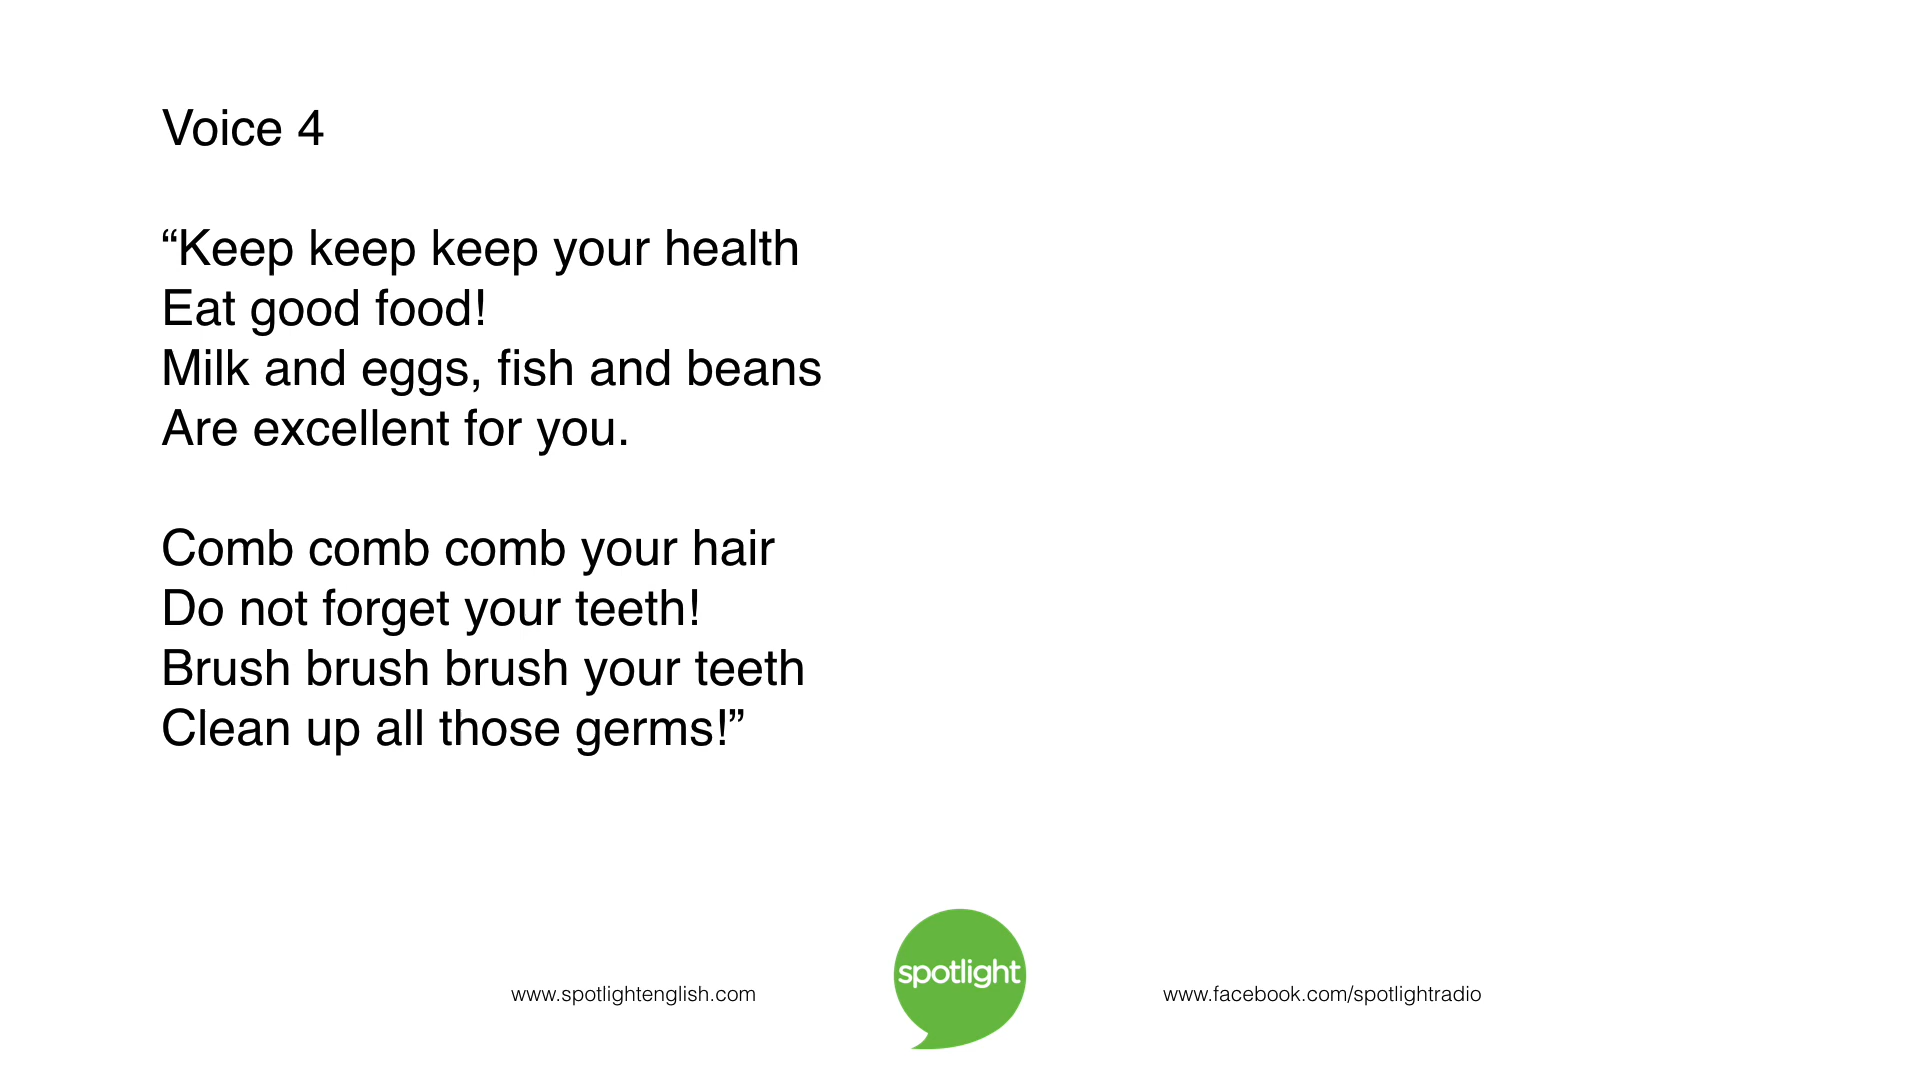 Voice 4
“Keep keep keep your health
Eat good food!
Milk and eggs, fish and beans
Are excellent for you.
Comb comb comb your hair
Do not forget your teeth!
Brush brush brush your teeth
Clean up all those germs!”
www.spotlightenglish.com
spotlight
www.facebook.com/spotlightradio